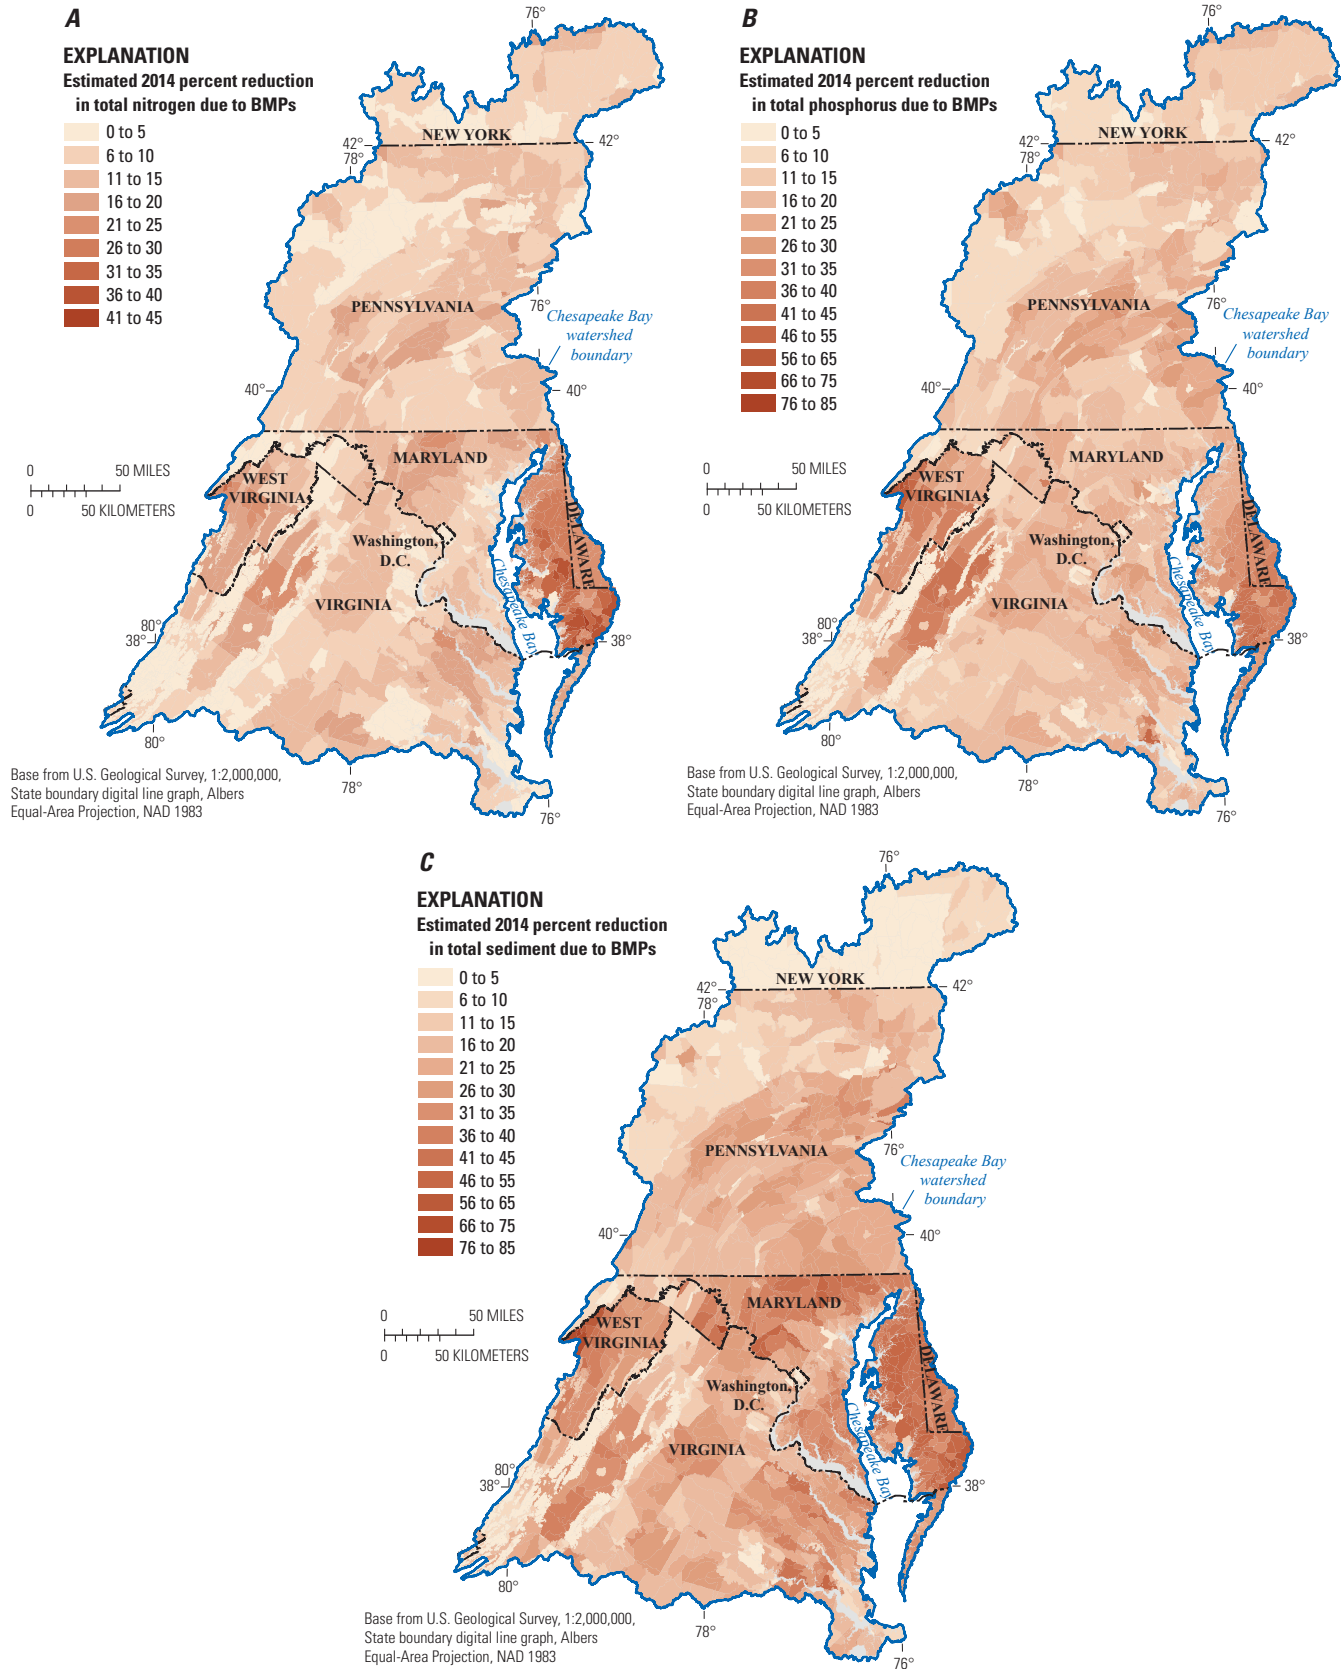 A
EXPLANATION
Estimated 2014 percent reduction
in total nitrogen due to BMPs
0 to 5
6 to 10
11 to 15
16 to 20
21 to 25
26 to 30
31 to 35
36 to 40
41 to 45
76°
NEW YORK
42°
42°
78°
PENNSYLVANIA
76°
Chesapeake Bay
watershed
boundary
40°
40°
MARYLAND
WEST
VIRGINIA
0 50 MILES
0 50 KILOMETERS
DELAWARE
Washington,
D.C.
Chesapeake Bay
VIRGINIA
80°
38°
38°
80°
78°
76°
Base from U.S. Geological Survey, 1:2,000,000,
State boundary digital line graph, Albers
Equal-Area Projection, NAD 1983
B
EXPLANATION
Estimated 2014 percent reduction
in total phosphorus due to BMPs
0 to 5
6 to 10
11 to 15
16 to 20
21 to 25
26 to 30
31 to 35
36 to 40
41 to 45
46 to 55
56 to 65
66 to 75
76 to 85
76°
NEW YORK
42°
42°
78°
PENNSYLVANIA
76°
Chesapeake Bay
watershed
boundary
40°
40°
MARYLAND
WEST
VIRGINIA
0 50 MILES
0 50 KILOMETERS
DELAWARE
Washington,
D.C.
Chesapeake Bay
VIRGINIA
80°
38°
38°
80°
78°
76°
Base from U.S. Geological Survey, 1:2,000,000,
State boundary digital line graph, Albers
Equal-Area Projection, NAD 1983
C
EXPLANATION
Estimated 2014 percent reduction
in total sediment due to BMPs
0 to 5
6 to 10
11 to 15
16 to 20
21 to 25
26 to 30
31 to 35
36 to 40
41 to 45
46 to 55
56 to 65
66 to 75
76 to 85
76°
NEW YORK
42°
42°
78°
PENNSYLVANIA
76°
Chesapeake Bay
watershed
boundary
40°
40°
MARYLAND
WEST
VIRGINIA
0 50 MILES
0 50 KILOMETERS
DELAWARE
Washington,
D.C.
Chesapeake Bay
VIRGINIA
80°
38°
38°
80°
78°
76°
Base from U.S. Geological Survey, 1:2,000,000,
State boundary digital line graph, Albers
Equal-Area Projection, NAD 1983